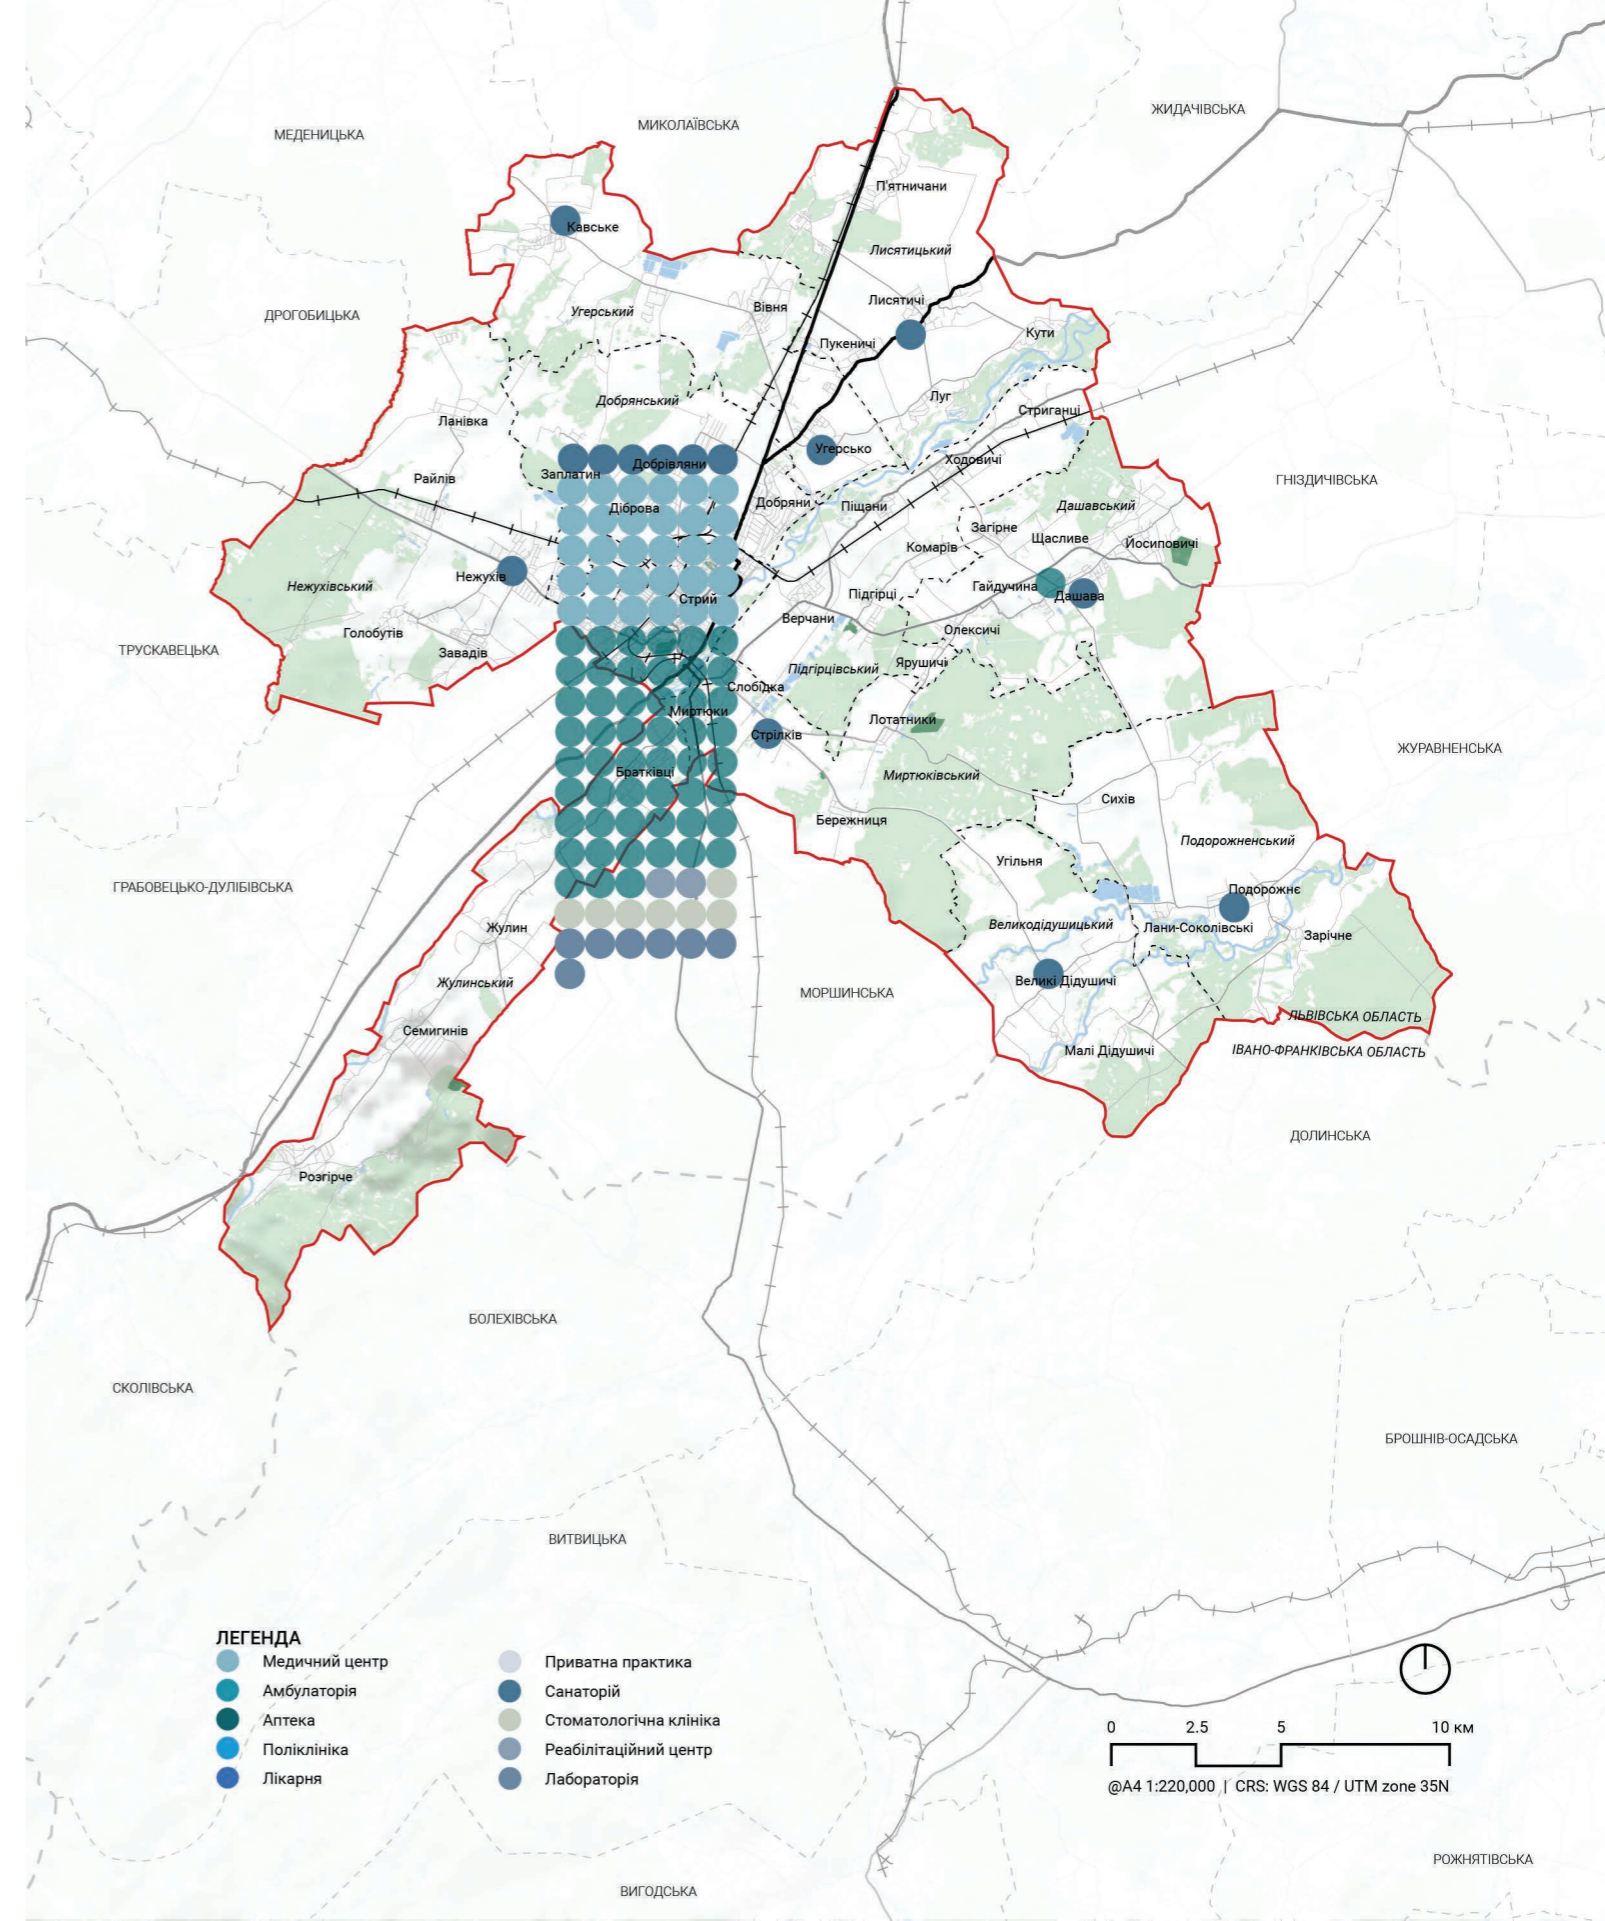 ЖИДАЧІВСЬКА
МИКОЛАЇВСЬКА
МЕДЕНИЦЬКА
П'ятничани
Кавське
Лисятицький
Лисятичі
Вівня
Угерський
ДРОГОБИЦЬКА
Кути
Пукеничі
Луг
Добрянський
Стриганці
Ланівка
Угерсько
Ходовичі
Добрівляни
Заплатин
Райлів
ГНІЗДИЧІВСЬКА
Добряни
Піщани
Дашавський
Діброва
Загірне
Щасливе
Йосиповичі
Комарів
Нежухів
Нежухівський
Гайдучина
Дашава
Підгірці
Стрий
Верчани
Олексичі
Голобутів
ТРУСКАВЕЦЬКА
Завадів
Ярушичі
Підгірцівський
Слобідка
Миртюки
Лотатники
Стрілків
ЖУРАВНЕНСЬКА
Братківці
Миртюківський
Сихів
Бережниця
Подорожненський
Угільня
ГРАБОВЕЦЬКО-ДУЛІБІВСЬКА
Подорожнє
Великодідушицький
Жулин
Лани-Соколівські
Зарічне
Жулинський
Великі Дідушичі
МОРШИНСЬКА
ЛЬВІВСЬКА ОБЛАСТЬ
Семигинів
Малі Дідушичі
ІВАНО-ФРАНКІВСЬКА ОБЛАСТЬ
ДОЛИНСЬКА
Розгірче
БОЛЕХІВСЬКА
СКОЛІВСЬКА
БРОШНІВ-ОСАДСЬКА
ВИТВИЦЬКА
ЛЕГЕНДА
Медичний центр
Амбулаторія
Аптека
Поліклініка
Лікарня
Приватна практика
Санаторій
Стоматологічна клініка
Реабілітаційний центр
Лабораторія
0 2.5 5 10 км
@A4 1:220,000 | CRS: WGS 84 / UTM zone 35N
РОЖНЯТІВСЬКА
ВИГОДСЬКА